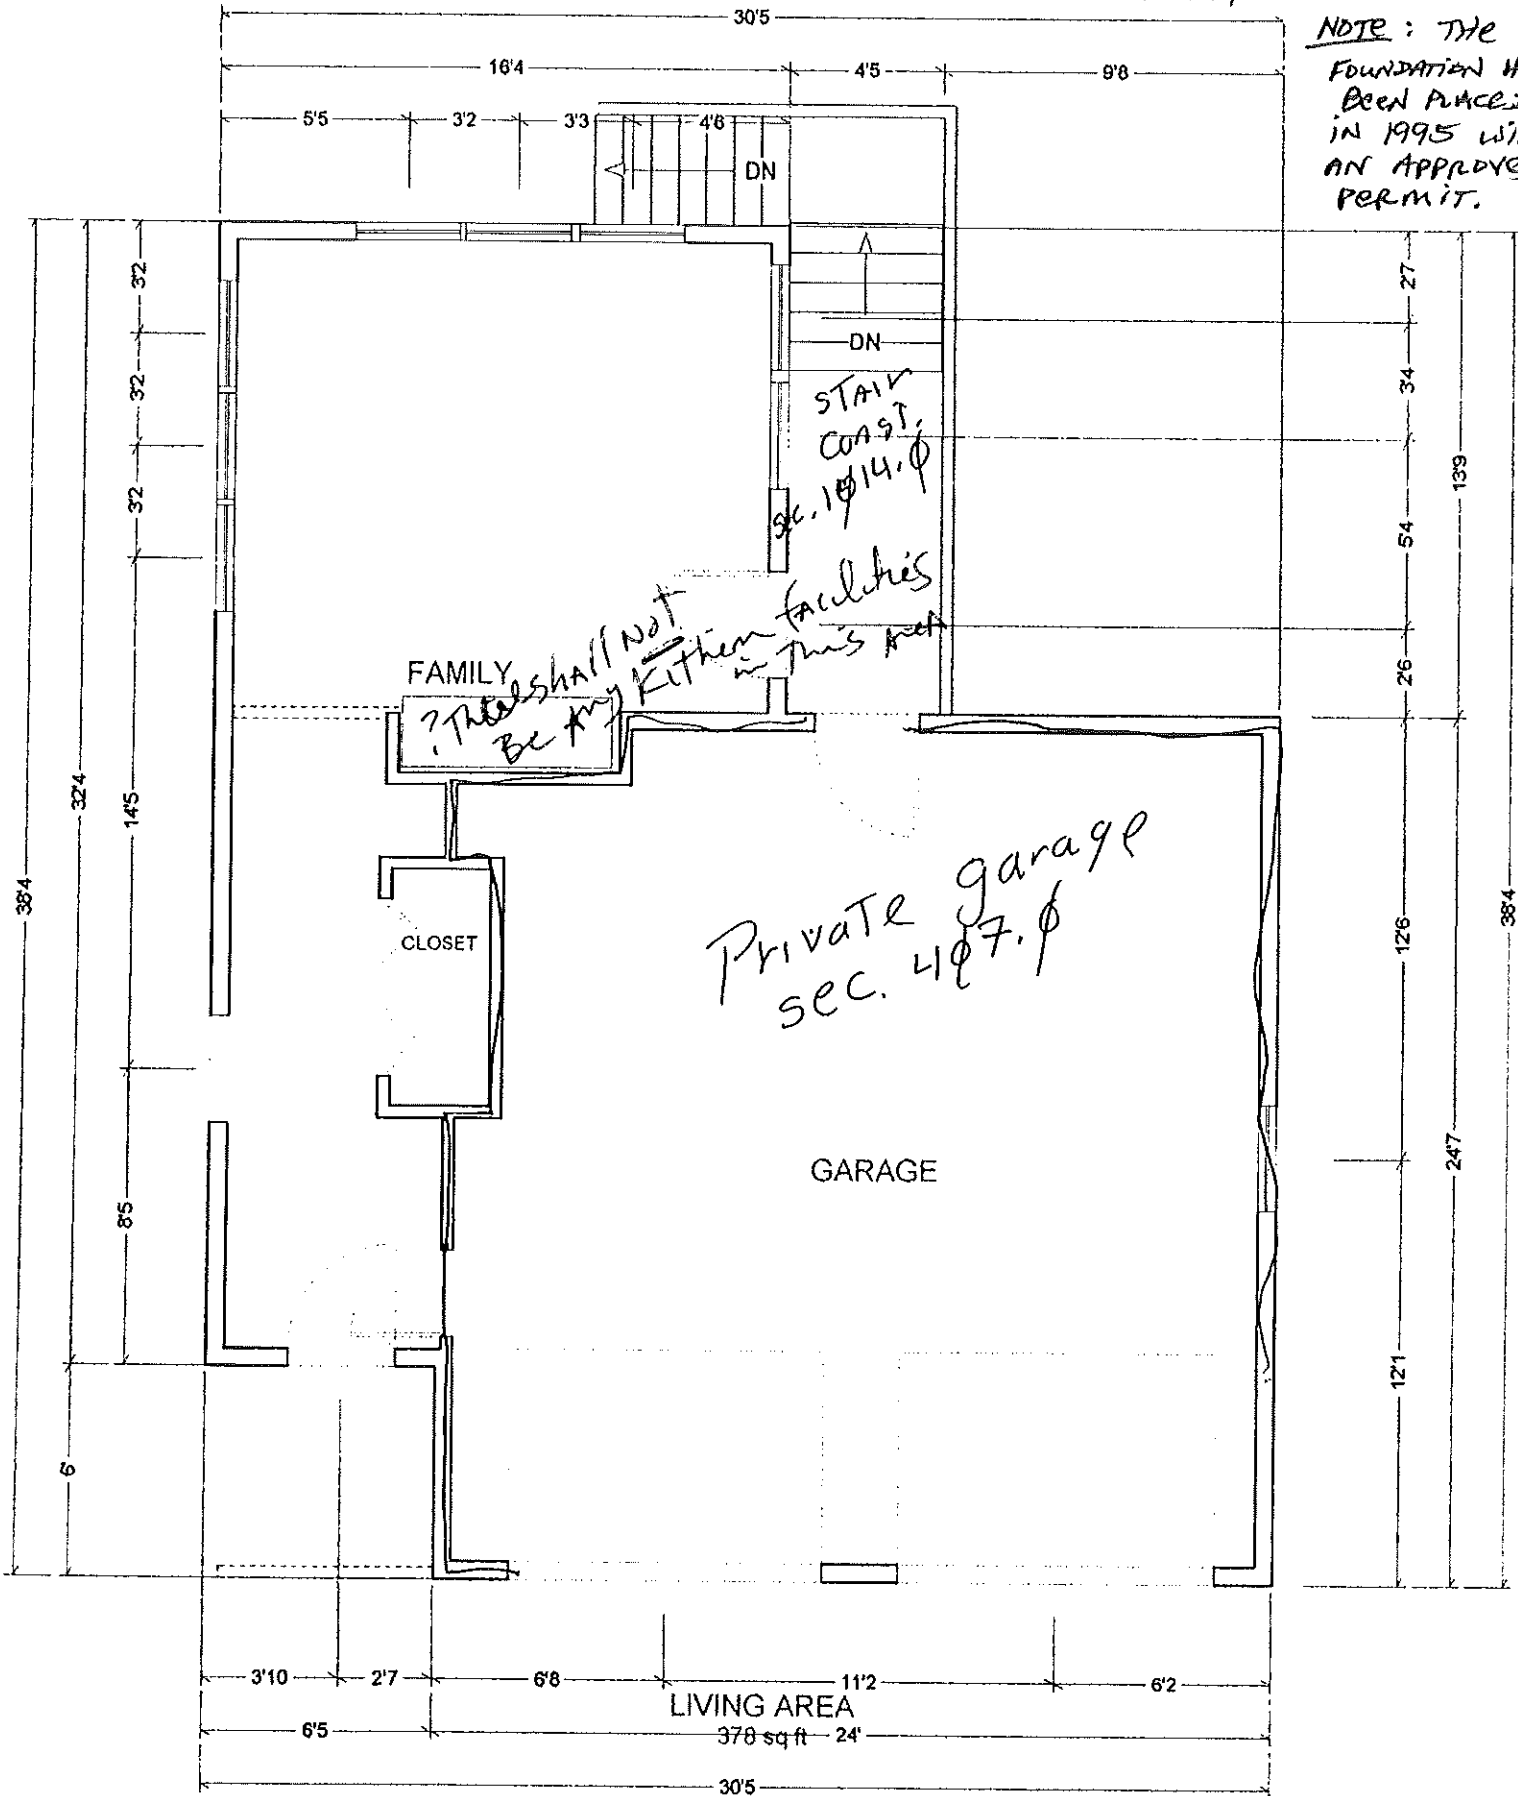 30'5
NOTE: THE
FOUNDATION
BEEN PLACED
IN 1995
AN APPROVE
PERMIT.
16'4
4'5
9'8
5'5
3'2
3'3
4'6
DN
DN
3'2
3'2
3'2
14'5
8'5
32'4
6'
38'4
2'7
3'4
5'4
2'6
13'9
12'6
12'1
24'7
38'4
STAIR
CONST.
sec. 1014.0
FAMILY
? There shall NOT
Be Any Kithen facilities
in This Area
CLOSET
Private garage
sec. 407.0
GARAGE
3'10
2'7
6'8
11'2
6'2
LIVING AREA
6'5
378 sq ft
24'
30'5